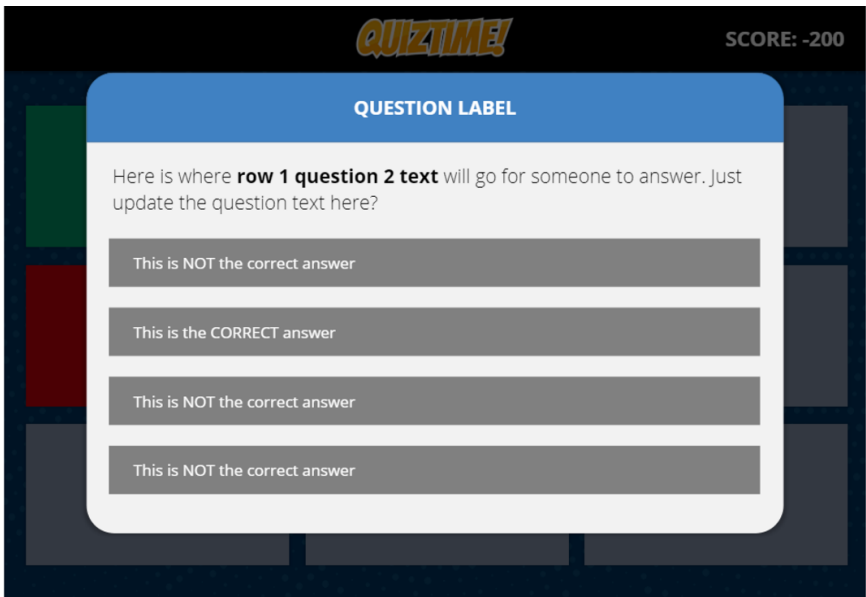 QUIZTIME!
SCORE: -200
QUESTION LABEL
Here is where row 1 question 2 text will go for someone to answer. Just
update the question text here?
This is NOT the correct answer
This is the CORRECT answer
This is NOT the correct answer
This is NOT the correct answer